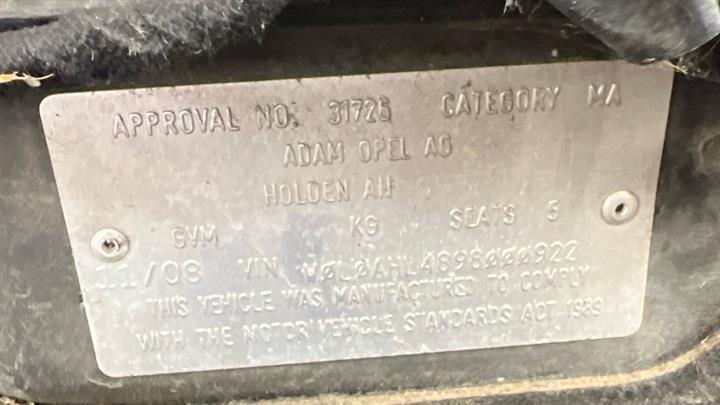 APPROVAL NO: 31726 CATEGORY MA
ADAM OPEL AG
HOLDEN AH
GVM KG SEATS 5
11/08 VIN WØLØAHL4898ØØØ922
THIS VEHICLE WAS MANUFACTURED TO COMPLY
WITH THE MOTOR VEHICLE STANDARDS ACT 1989